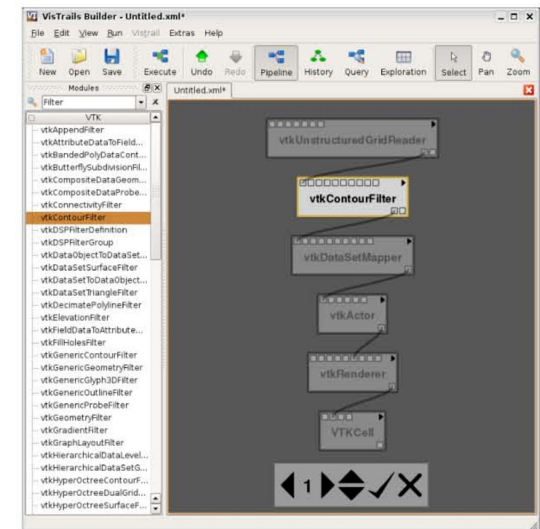 VisTrails Builder - Untitled.xml*
File Edit View Run Vistrail Extras Help
New Open Save Execute Undo Redo Pipeline History Query Exploration Select Pan Zoom
Modules
Untitled.xml*
Filter
VTK
vtkAppendFilter
vtkAttributeDataToField...
vtkBandedPolyDataCont...
vtkButterflySubdivisionFil...
vtkCompositeDataGeom...
vtkCompositeDataProbe...
vtkConnectivityFilter
vtkContourFilter
vtkDSPFilterDefinition
vtkDSPFilterGroup
vtkDataObjectToDataSet...
vtkDataSetSurfaceFilter
vtkDataSetToDataObject...
vtkDataSetTriangleFilter
vtkDecimatePolylineFilter
vtkElevationFilter
vtkFieldDataToAttribute...
vtkFillHolesFilter
vtkGenericContourFilter
vtkGenericGeometryFilter
vtkGenericGlyph3DFilter
vtkGenericOutlineFilter
vtkGenericProbeFilter
vtkGeometryFilter
vtkGradientFilter
vtkGraphLayoutFilter
vtkHierarchicalDataLevel...
vtkHierarchicalDataSetG...
vtkHyperOctreeContourF...
vtkHyperOctreeDualGrid...
vtkHyperOctreeSurfaceF...
vtkUnstructuredGridReader
vtkContourFilter
vtkDataSetMapper
vtkActor
vtkRenderer
VTKCell
1